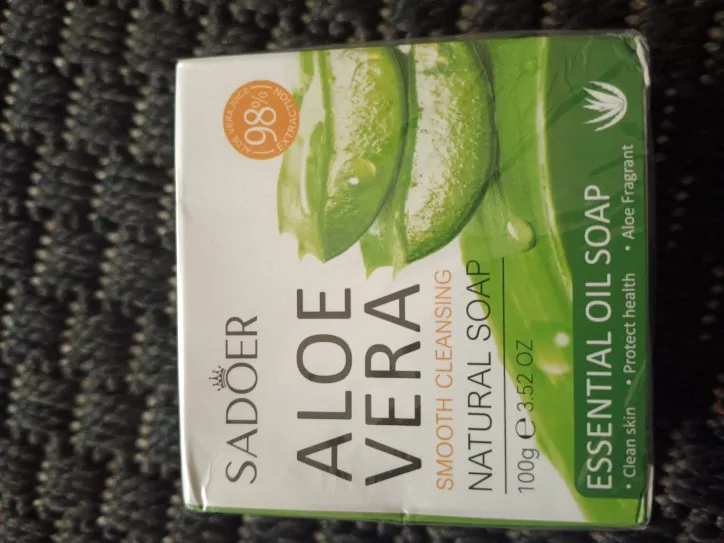 ALOE VERA JUICE
98%
EXTRACTION
SADOER
ALOE
VERA
SMOOTH CLEANSING
NATURAL SOAP
100g ℮ 3.52 OZ
ESSENTIAL OIL SOAP
• Clean skin • Protect health • Aloe Fragrant